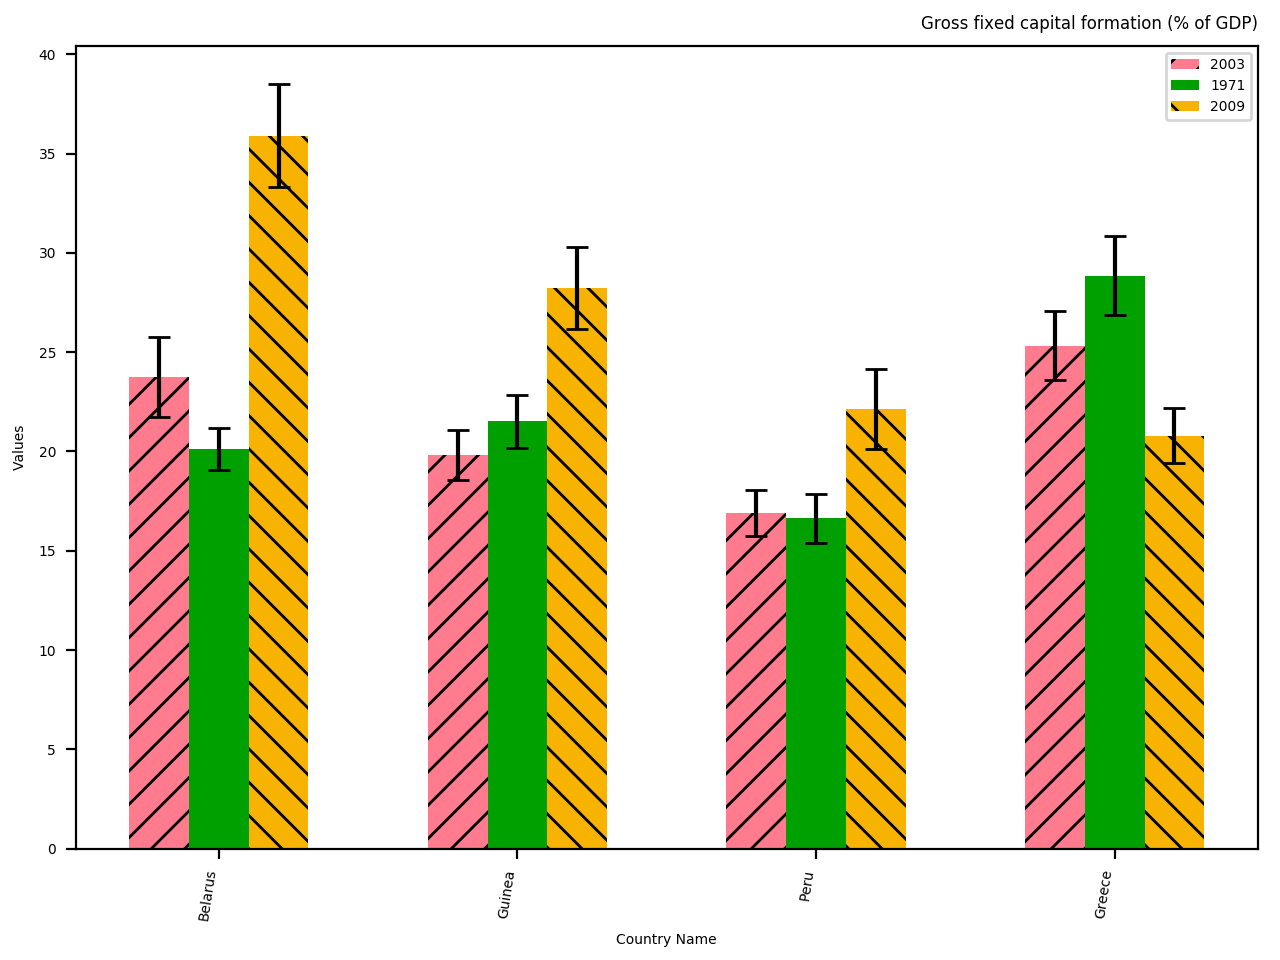 Gross fixed capital formation (% of GDP)
2003
1971
2009
40
35
30
25
20
15
10
5
0
Values
Belarus
Guinea
Peru
Greece
Country Name